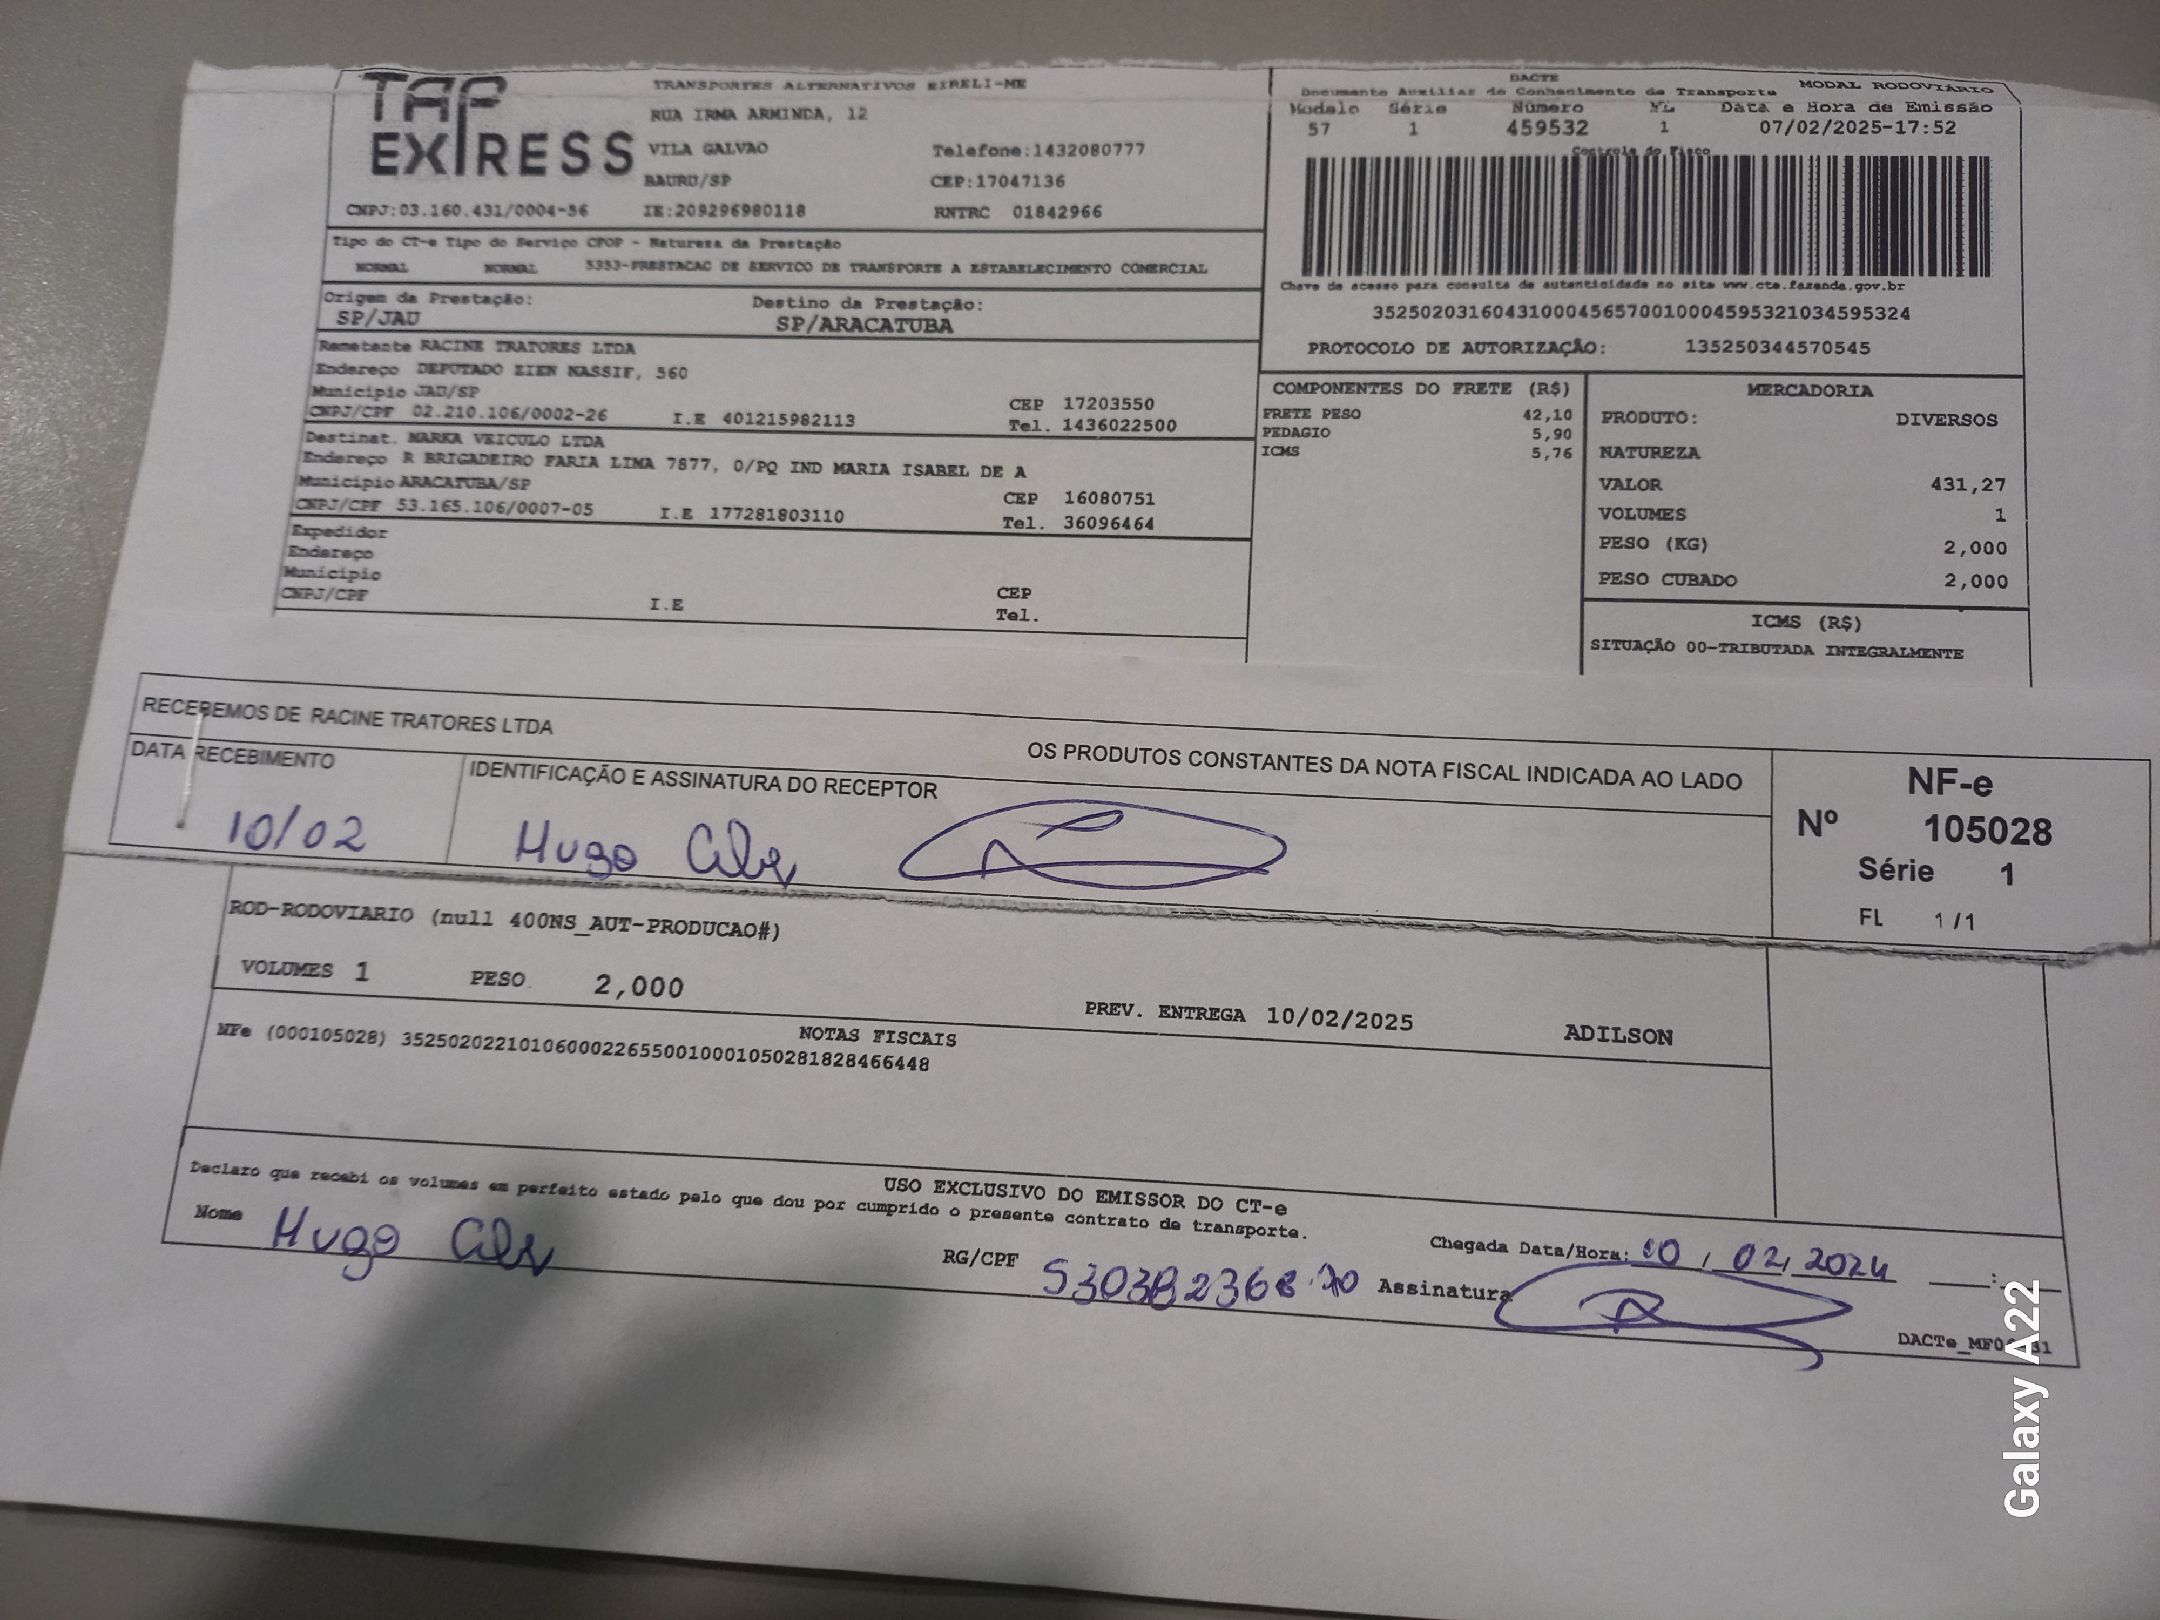 TAP EXPRESS
TRANSPORTES ALTERNATIVOS EIRELI-ME
RUA IRMA ARMINDA, 12
VILA GALVAO Telefone:1432080777
BAURU/SP CEP:17047136
CNPJ:03.160.431/0004-56 IE:209296980118 RNTRC 01842966
Tipo do CT-e Tipo do Serviço CFOP - Natureza da Prestação
NORMAL NORMAL 5353-PRESTACAO DE SERVICO DE TRANSPORTE A ESTABELECIMENTO COMERCIAL
Origem da Prestação: Destino da Prestação:
SP/JAU SP/ARACATUBA
Remetente RACINE TRATORES LTDA
Endereço DEPUTADO ZIEN NASSIF, 560
Município JAU/SP CEP 17203550
CNPJ/CPF 02.210.106/0002-26 I.E 401215982113 Tel. 1436022500
Destinat. MARKA VEICULO LTDA
Endereço R BRIGADEIRO FARIA LIMA 7877, 0/PQ IND MARIA ISABEL DE A
Município ARACATUBA/SP CEP 16080751
CNPJ/CPF 53.165.106/0007-05 I.E 177281803110 Tel. 36096464
Expedidor
Endereço
Município CEP
CNPJ/CPF I.E Tel.
DACTE MODAL RODOVIÁRIO
Documento Auxiliar do Conhecimento de Transporte
Modelo Série Número FL Data e Hora de Emissão
57 1 459532 1 07/02/2025-17:52
Controle do Fisco
Chave de acesso para consulta de autenticidade no site www.cte.fazenda.gov.br
35250203160431000456570010004595321034595324
PROTOCOLO DE AUTORIZAÇÃO: 135250344570545
COMPONENTES DO FRETE (R$)
FRETE PESO 42,10
PEDAGIO 5,90
ICMS 5,76
MERCADORIA
PRODUTO: DIVERSOS
NATUREZA
VALOR 431,27
VOLUMES 1
PESO (KG) 2,000
PESO CUBADO 2,000
ICMS (R$)
SITUAÇÃO 00-TRIBUTADA INTEGRALMENTE
RECEBEMOS DE RACINE TRATORES LTDA OS PRODUTOS CONSTANTES DA NOTA FISCAL INDICADA AO LADO
DATA RECEBIMENTO IDENTIFICAÇÃO E ASSINATURA DO RECEPTOR
10/02 Hugo
NF-e
Nº 105028
Série 1
FL 1 /1
ROD-RODOVIARIO (null 400NS_AUT-PRODUCAO#)
VOLUMES 1 PESO 2,000 PREV. ENTREGA 10/02/2025 ADILSON
NOTAS FISCAIS
NFe (000105028) 35250202210106000226550010001050281828466448
USO EXCLUSIVO DO EMISSOR DO CT-e
Declaro que recebi os volumes em perfeito estado pelo que dou por cumprido o presente contrato de transporte.
Nome Hugo RG/CPF Chegada Data/Hora: 10/02/2024 :
Assinatura
Galaxy A22